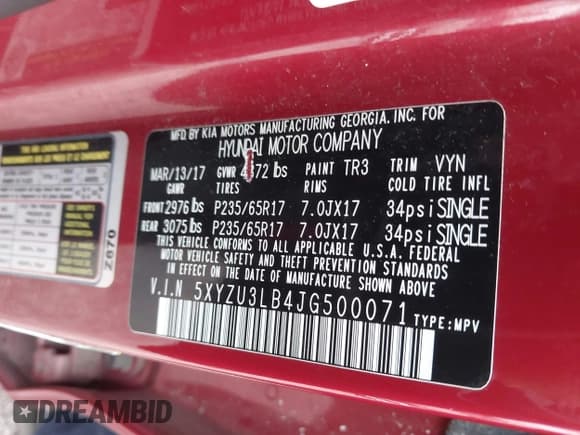 MFD. BY KIA MOTORS MANUFACTURING GEORGIA. INC. FOR
HYUNDAI MOTOR COMPANY
MAR/13/17 GVWR lbs PAINT TR3 TRIM VYN
GAWR TIRES RIMS COLD TIRE INFL
FRONT 2976 lbs P235/65R17 7.0JX17 34psi SINGLE
REAR 3075 lbs P235/65R17 7.0JX17 34psi SINGLE
THIS VEHICLE CONFORMS TO ALL APPLICABLE U.S.A. FEDERAL
MOTOR VEHICLE SAFETY AND THEFT PREVENTION STANDARDS
IN EFFECT ON THE DATE OF MANUFACTURE SHOWN ABOVE.
V.I.N 5XYZU3LB4JG500071 TYPE:MPV
Z670
DREAMBID